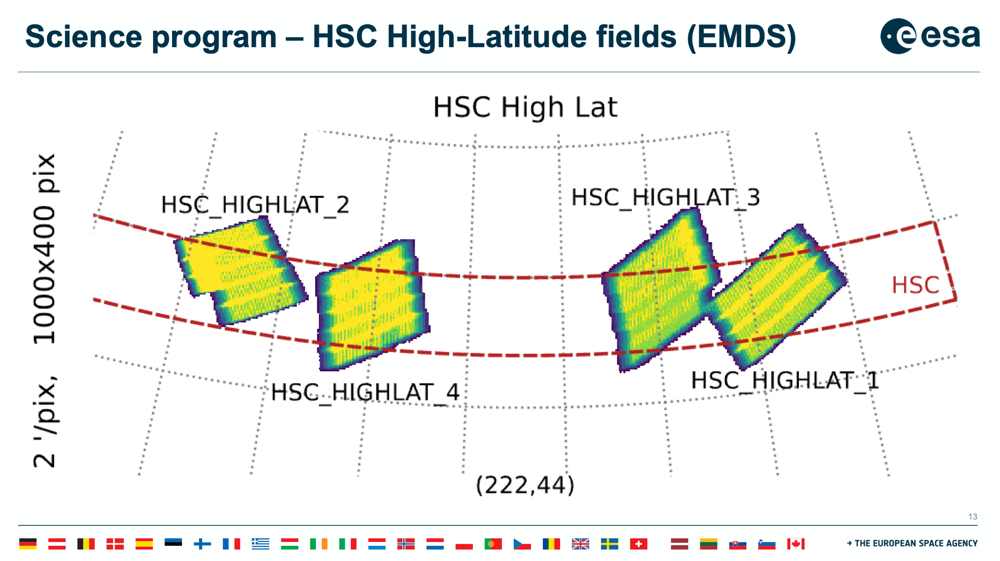 Science program – HSC High-Latitude fields (EMDS)
esa
HSC High Lat
2 '/pix,   1000x400 pix
HSC_HIGHLAT_2
HSC_HIGHLAT_3
HSC
HSC_HIGHLAT_4
HSC_HIGHLAT_1
(222,44)
13
→ THE EUROPEAN SPACE AGENCY